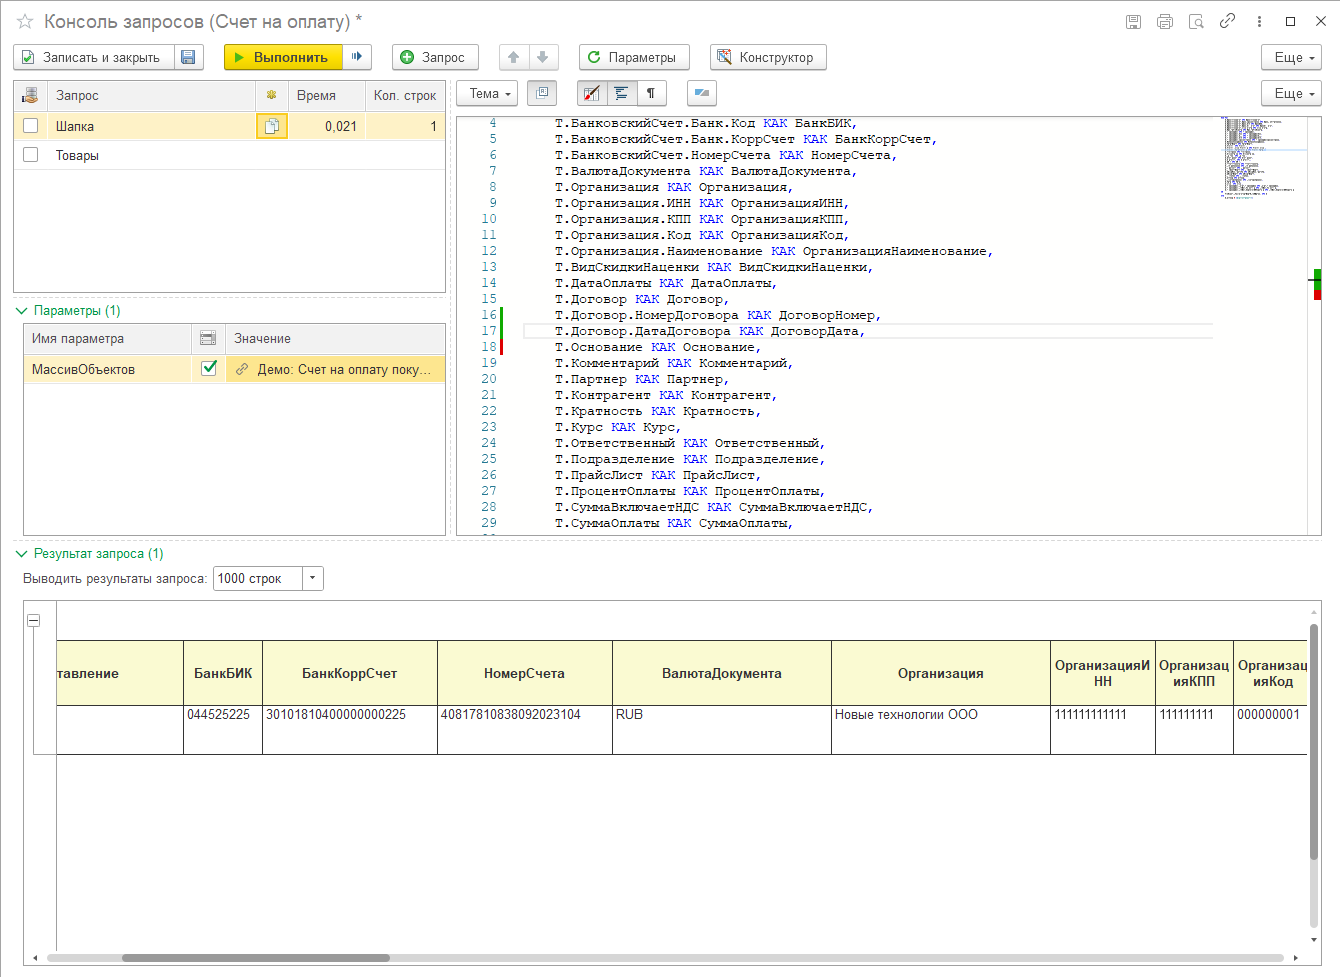 Консоль запросов (Счет на оплату) *
Записать и закрыть
Выполнить
Запрос
Параметры
Конструктор
Еще
Запрос
Время
Кол. строк
Шапка
0,021
1
Товары
Параметры (1)
Имя параметра
Значение
МассивОбъектов
Демо: Счет на оплату поку...
Тема
Еще
4 Т.БанковскийСчет.Банк.Код КАК БанкБИК,
5 Т.БанковскийСчет.Банк.КоррСчет КАК БанкКоррСчет,
6 Т.БанковскийСчет.НомерСчета КАК НомерСчета,
7 Т.ВалютаДокумента КАК ВалютаДокумента,
8 Т.Организация КАК Организация,
9 Т.Организация.ИНН КАК ОрганизацияИНН,
10 Т.Организация.КПП КАК ОрганизацияКПП,
11 Т.Организация.Код КАК ОрганизацияКод,
12 Т.Организация.Наименование КАК ОрганизацияНаименование,
13 Т.ВидСкидкиНаценки КАК ВидСкидкиНаценки,
14 Т.ДатаОплаты КАК ДатаОплаты,
15 Т.Договор КАК Договор,
16 Т.Договор.НомерДоговора КАК ДоговорНомер,
17 Т.Договор.ДатаДоговора КАК ДоговорДата,
18 Т.Основание КАК Основание,
19 Т.Комментарий КАК Комментарий,
20 Т.Партнер КАК Партнер,
21 Т.Контрагент КАК Контрагент,
22 Т.Кратность КАК Кратность,
23 Т.Курс КАК Курс,
24 Т.Ответственный КАК Ответственный,
25 Т.Подразделение КАК Подразделение,
26 Т.ПрайсЛист КАК ПрайсЛист,
27 Т.ПроцентОплаты КАК ПроцентОплаты,
28 Т.СуммаВключаетНДС КАК СуммаВключаетНДС,
29 Т.СуммаОплаты КАК СуммаОплаты,
Результат запроса (1)
Выводить результаты запроса: 1000 строк
тавление
БанкБИК
БанкКоррСчет
НомерСчета
ВалютаДокумента
Организация
ОрганизацияИ
НН
Организац
ияКПП
Организац
ияКод
044525225
30101810400000000225
40817810838092023104
RUB
Новые технологии ООО
111111111111
111111111
000000001